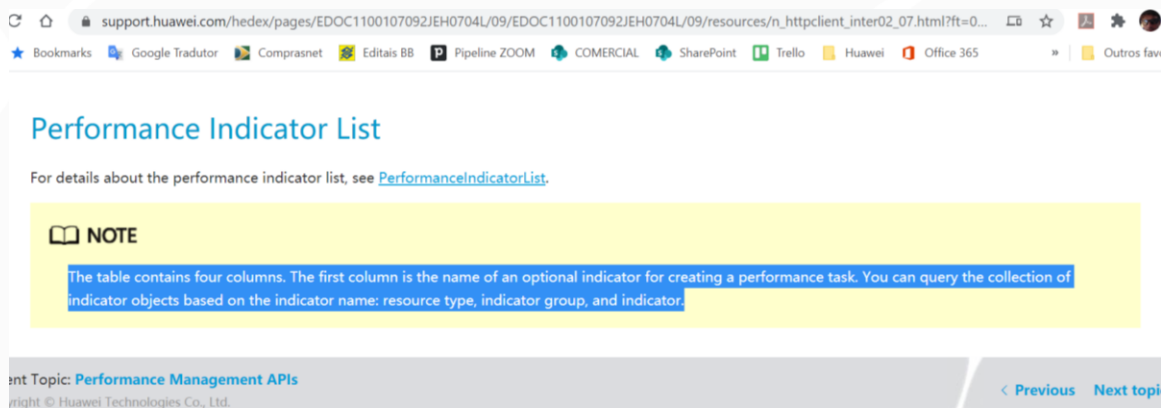 support.huawei.com/hedex/pages/EDOC1100107092JEH0704L/09/EDOC1100107092JEH0704L/09/resources/n_httpclient_inter02_07.html?ft=0...
Bookmarks Google Tradutor Comprasnet Editais BB Pipeline ZOOM COMERCIAL SharePoint Trello Huawei Office 365 » Outros favo
Performance Indicator List
For details about the performance indicator list, see PerformanceIndicatorList.
NOTE
The table contains four columns. The first column is the name of an optional indicator for creating a performance task. You can query the collection of
indicator objects based on the indicator name: resource type, indicator group, and indicator.
ent Topic: Performance Management APIs
< Previous Next topi
yright © Huawei Technologies Co., Ltd.